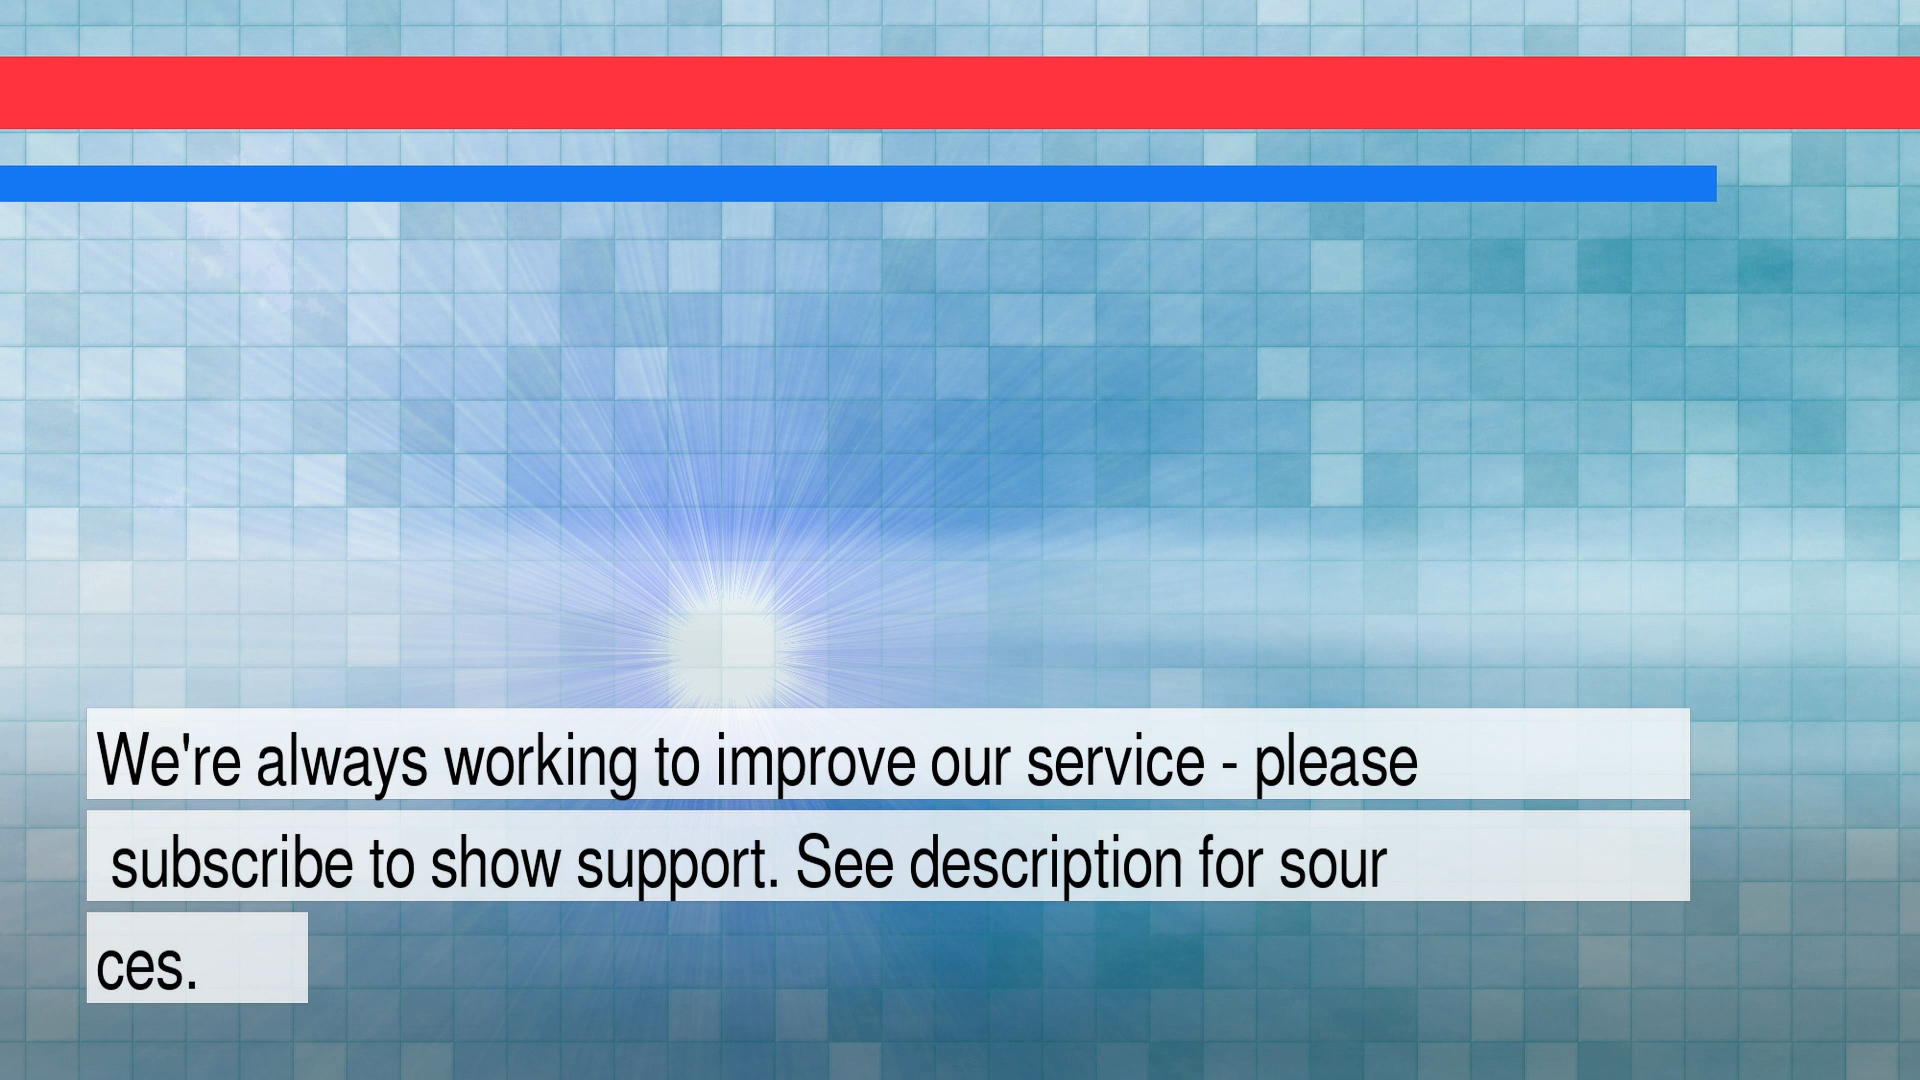 We're always working to improve our service - please
subscribe to show support. See description for sour
ces.